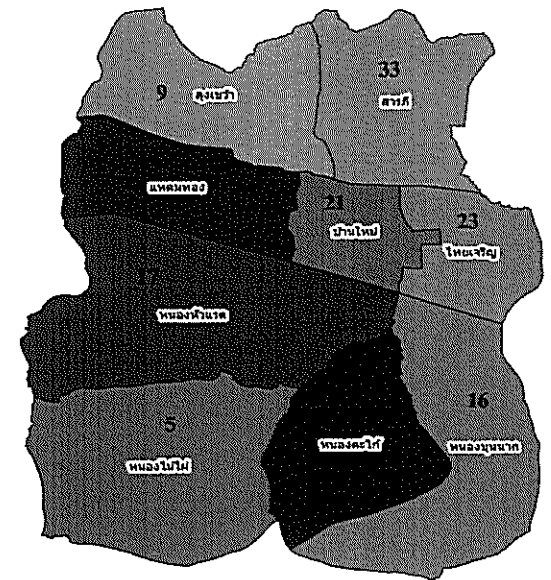 9
ลุงเขว้า
33
สารภี
แหลมทอง
21
บ้านใหม่
23
ไทยเจริญ
หนองหัวแรต
16
หนองบุนนาก
หนองตะไก้
5
หนองไม้ไผ่